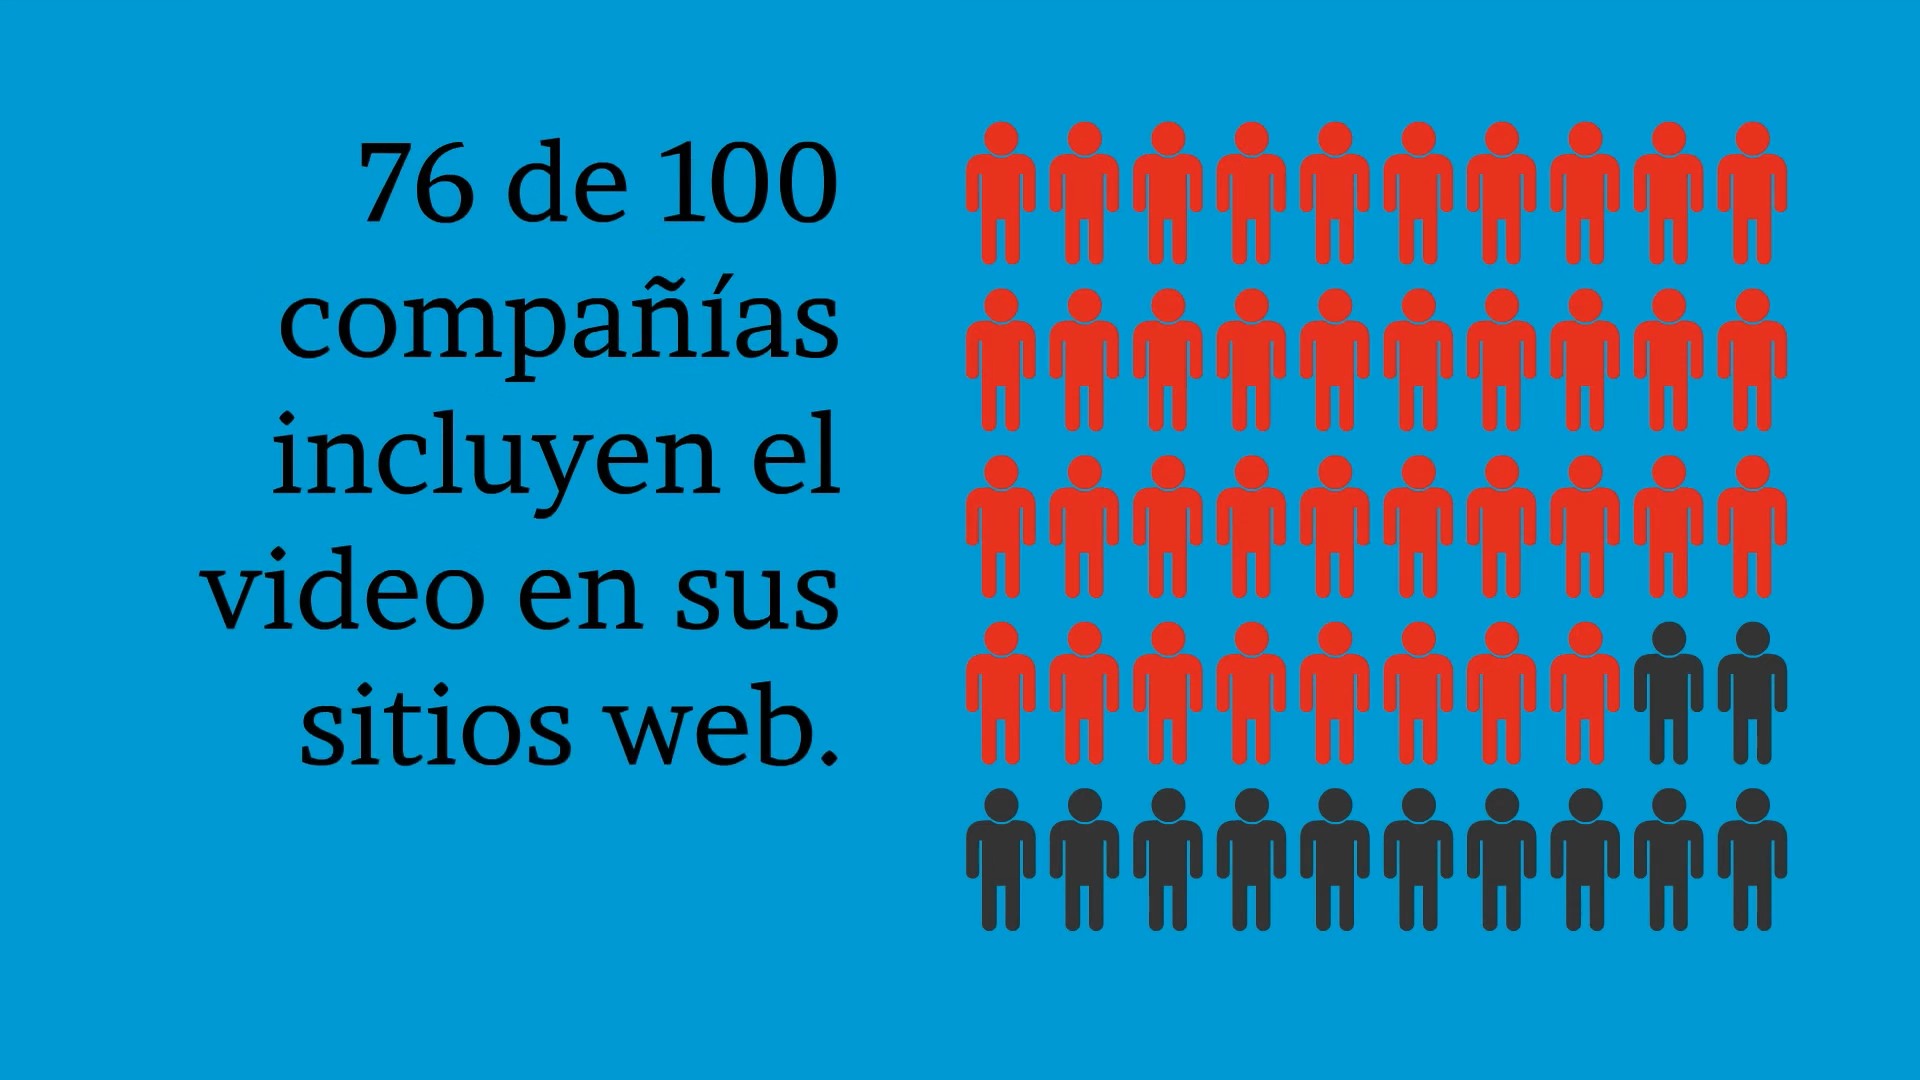 76 de 100
compañías
incluyen el
video en sus
sitios web.